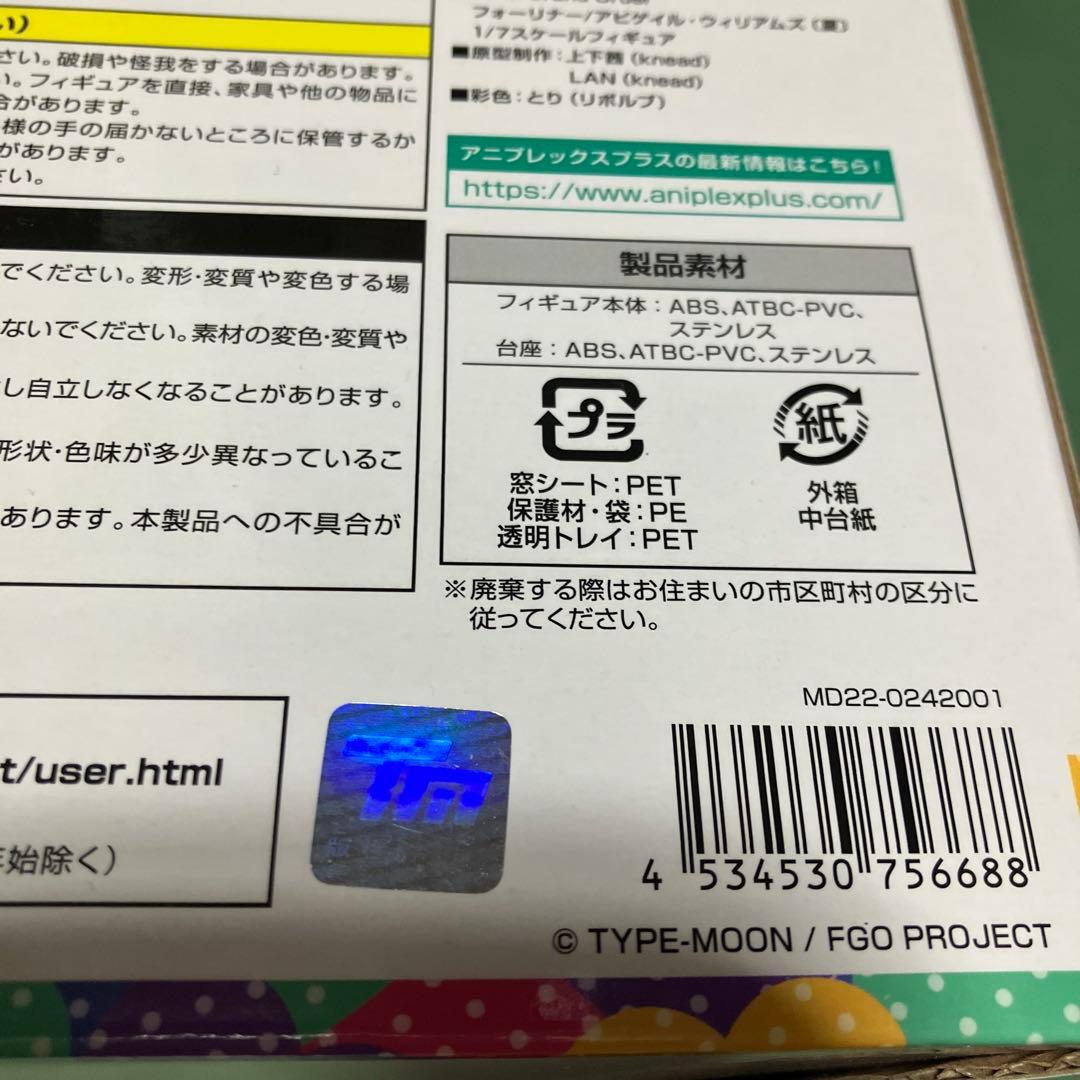 い)
さい。破損や怪我をする場合があります。
い。フィギュアを直接、家具や他の物品に
合があります。
様の手の届かないところに保管するか
があります。
さい。
でください。変形・変質や変色する場
ないでください。素材の変色・変質や
し自立しなくなることがあります。
形状・色味が多少異なっているこ
あります。本製品への不具合が
t/user.html
年始除く)
フォーリナー/アビゲイル・ウィリアムズ(夏)
1/7スケールフィギュア
■原型制作:上下茜(knead)
LAN(knead)
■彩色:とり(リボルブ)
アニプレックスプラスの最新情報はこちら!
https://www.aniplexplus.com/
製品素材
フィギュア本体:ABS、ATBC-PVC、
ステンレス
台座:ABS、ATBC-PVC、ステンレス
プラ
窓シート:PET
保護材・袋:PE
透明トレイ:PET
紙
外箱
中台紙
※廃棄する際はお住まいの市区町村の区分に
従ってください。
MD22-0242001
4 534530 756688
© TYPE-MOON / FGO PROJECT